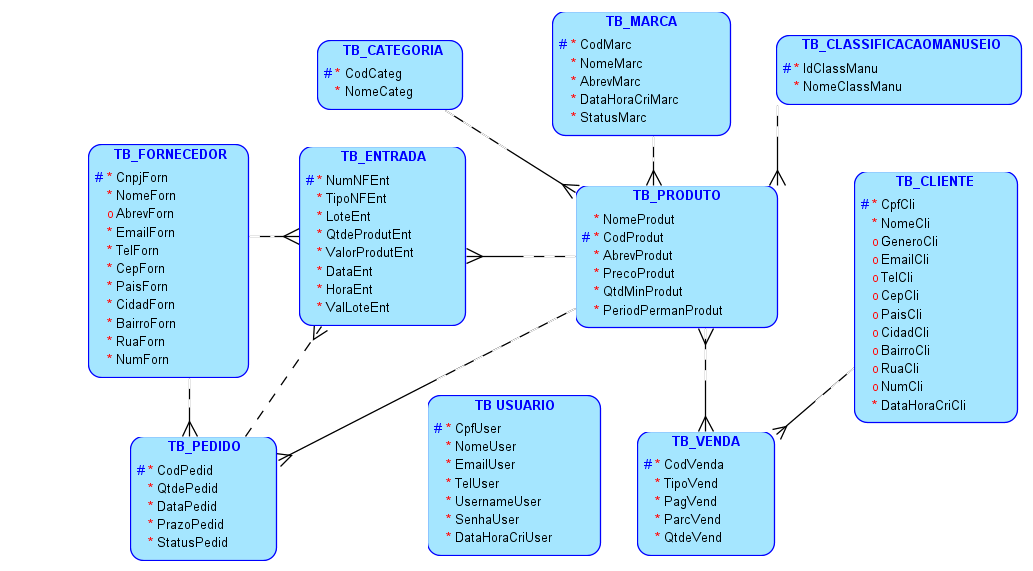 TB_CATEGORIA
# * CodCateg
* NomeCateg
TB_MARCA
# * CodMarc
* NomeMarc
* AbrevMarc
* DataHoraCriMarc
* StatusMarc
TB_CLASSIFICACAOMANUSEIO
# * IdClassManu
* NomeClassManu
TB_FORNECEDOR
# * CnpjForn
* NomeForn
o AbrevForn
* EmailForn
* TelForn
* CepForn
* PaisForn
* CidadForn
* BairroForn
* RuaForn
* NumForn
TB_ENTRADA
# * NumNFEnt
* TipoNFEnt
* LoteEnt
* QtdeProdutEnt
* ValorProdutEnt
* DataEnt
* HoraEnt
* ValLoteEnt
TB_PRODUTO
* NomeProdut
# * CodProdut
* AbrevProdut
* PrecoProdut
* QtdMinProdut
* PeriodPermanProdut
TB_CLIENTE
# * CpfCli
* NomeCli
o GeneroCli
o EmailCli
o TelCli
o CepCli
o PaisCli
o CidadCli
o BairroCli
o RuaCli
o NumCli
* DataHoraCriCli
TB_PEDIDO
# * CodPedid
* QtdePedid
* DataPedid
* PrazoPedid
* StatusPedid
TB USUARIO
# * CpfUser
* NomeUser
* EmailUser
* TelUser
* UsernameUser
* SenhaUser
* DataHoraCriUser
TB_VENDA
# * CodVenda
* TipoVend
* PagVend
* ParcVend
* QtdeVend